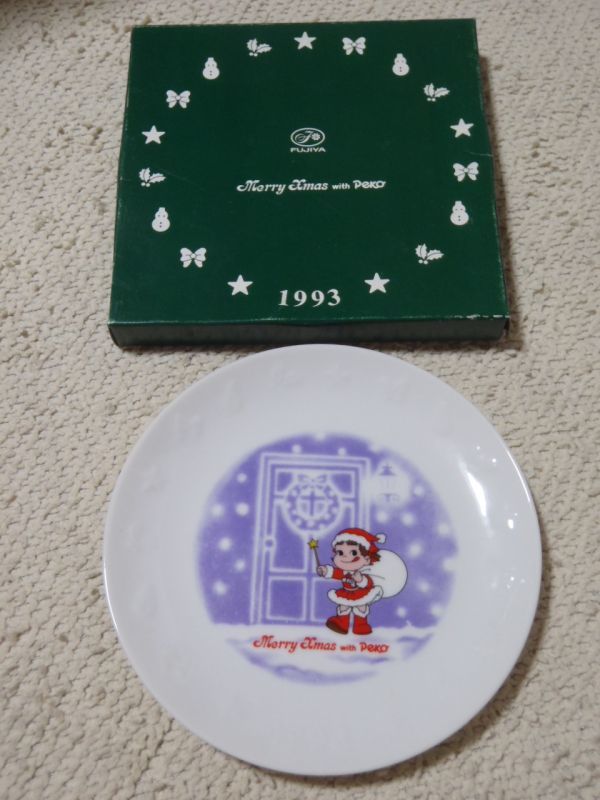 FUJIYA
Merry Xmas with Peko
1993
Merry Xmas with Peko